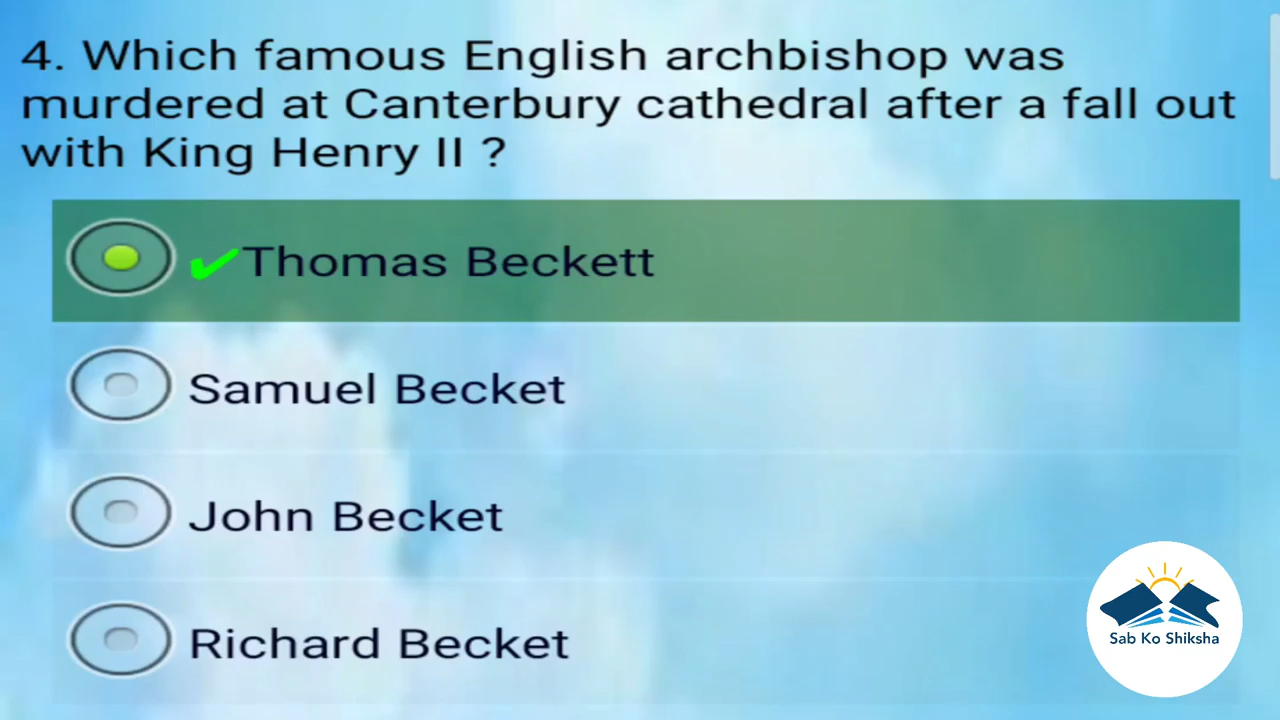 4. Which famous English archbishop was
murdered at Canterbury cathedral after a fall out
with King Henry II ?
✔Thomas Beckett
Samuel Becket
John Becket
Richard Becket
Sab Ko Shiksha